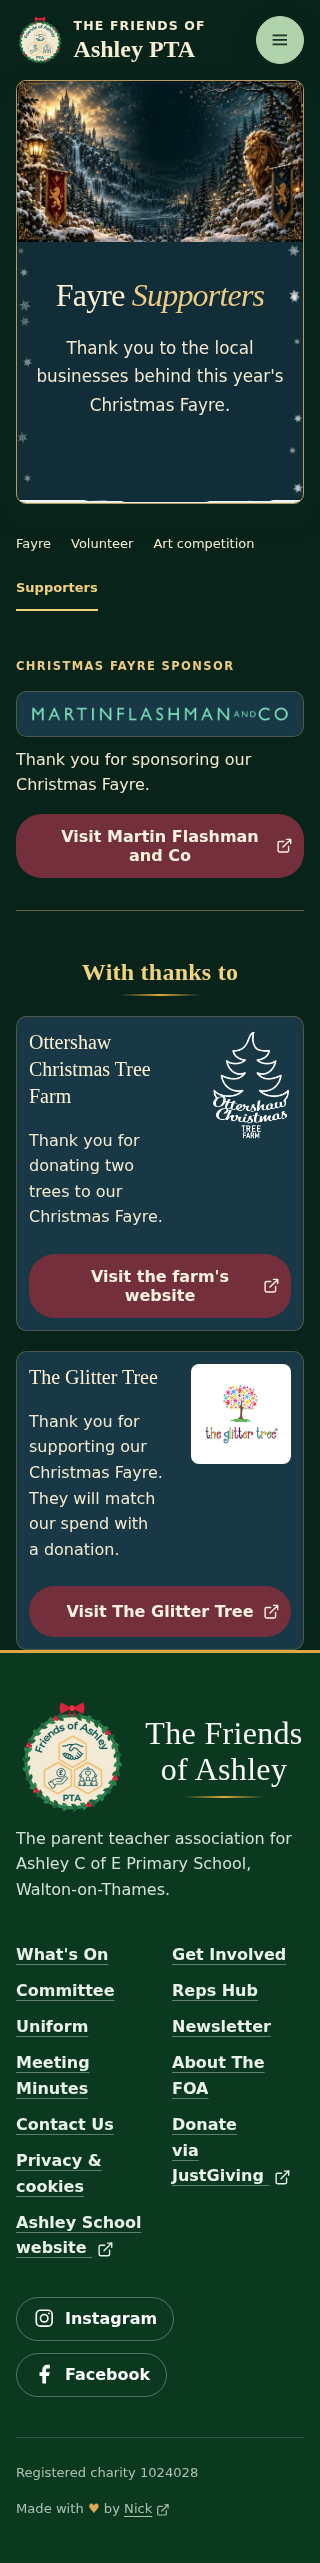 THE FRIENDS OF
Ashley PTA
Fayre Supporters
Thank you to the local
businesses behind this year's
Christmas Fayre.
Fayre Volunteer Art competition
Supporters
CHRISTMAS FAYRE SPONSOR
MARTINFLASHMANANDCO
Thank you for sponsoring our
Christmas Fayre.
Visit Martin Flashman
and Co
With thanks to
Ottershaw
Christmas Tree
Farm
Ottershaw
Christmas
TREE
FARM
Thank you for
donating two
trees to our
Christmas Fayre.
Visit the farm's
website
The Glitter Tree
the glitter tree
Thank you for
supporting our
Christmas Fayre.
They will match
our spend with
a donation.
Visit The Glitter Tree
Friends of Ashley
PTA
The Friends
of Ashley
The parent teacher association for
Ashley C of E Primary School,
Walton-on-Thames.
What's On
Committee
Uniform
Meeting
Minutes
Contact Us
Privacy &
cookies
Ashley School
website
Get Involved
Reps Hub
Newsletter
About The
FOA
Donate
via
JustGiving
Instagram
Facebook
Registered charity 1024028
Made with ♥ by Nick